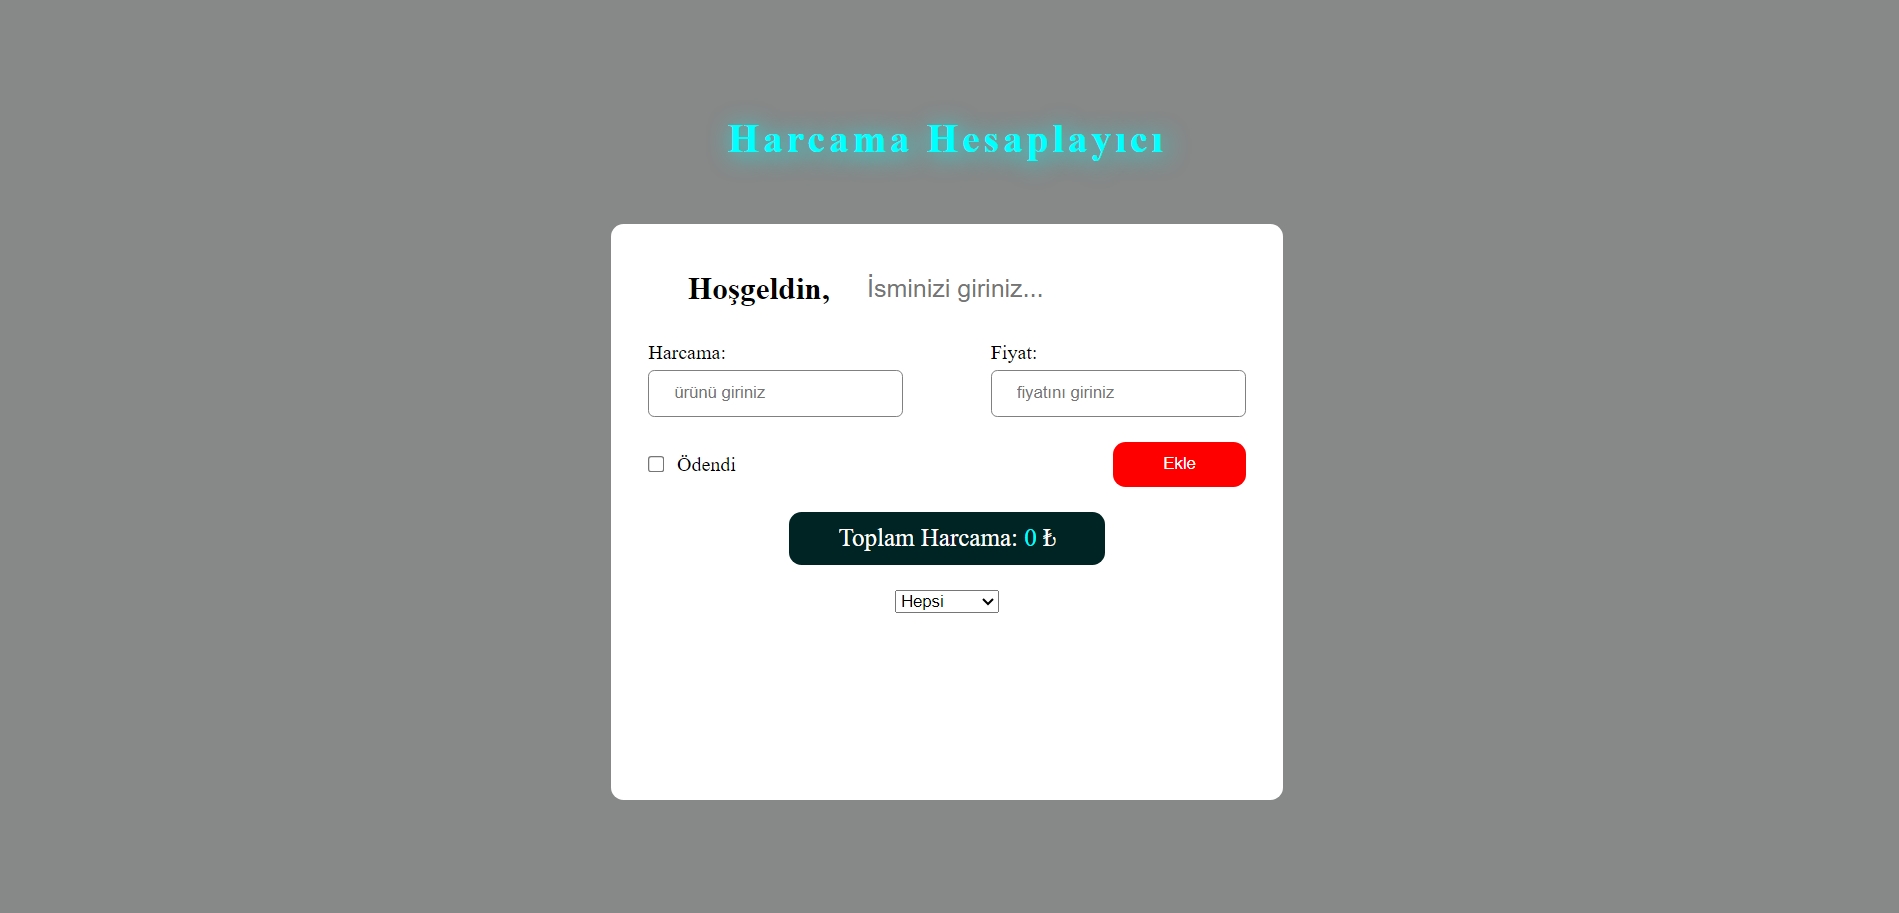 Harcama Hesaplayıcı
Hoşgeldin, İsminizi giriniz...
Harcama: Fiyat:
ürünü giriniz fiyatını giriniz
Ödendi Ekle
Toplam Harcama: 0 ₺
Hepsi